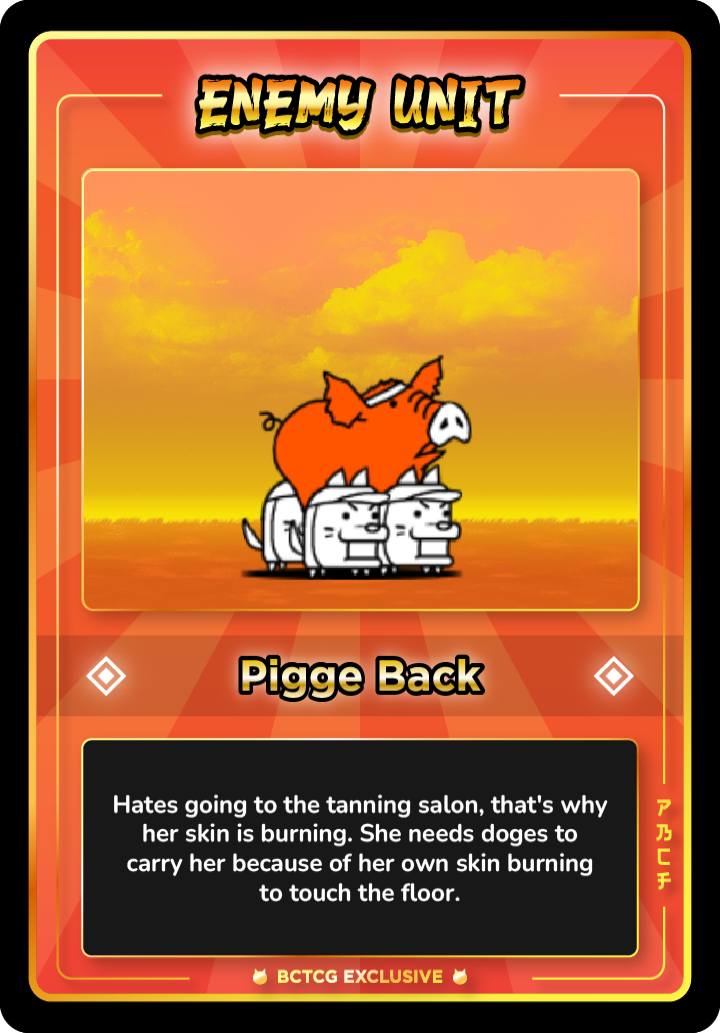 ENEMY UNIT
Pigge Back
Hates going to the tanning salon, that's why
her skin is burning. She needs doges to
carry her because of her own skin burning
to touch the floor.
BCTCG EXCLUSIVE